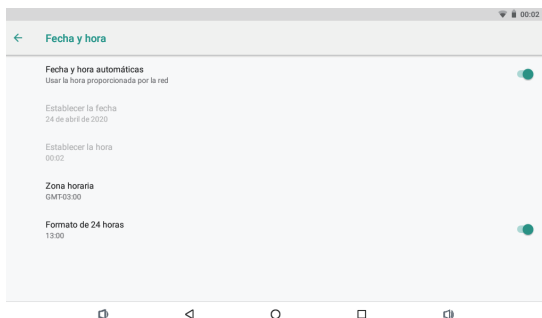 00:02
Fecha y hora
Fecha y hora automáticas
Usar la hora proporcionada por la red
Establecer la fecha
24 de abril de 2020
Establecer la hora
00:02
Zona horaria
GMT-03:00
Formato de 24 horas
13:00